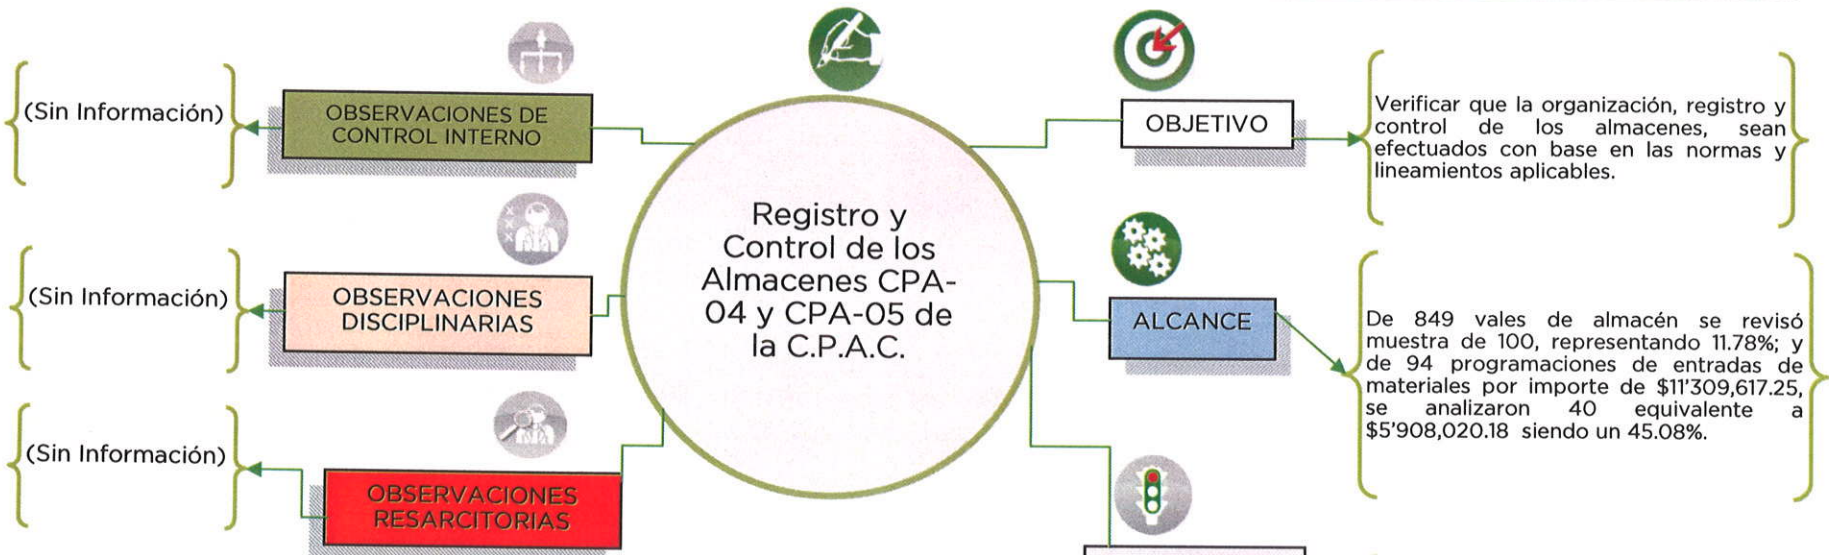 (Sin Información)
OBSERVACIONES DE
CONTROL INTERNO
(Sin Información)
OBSERVACIONES
DISCIPLINARIAS
(Sin Información)
OBSERVACIONES
RESARCITORIAS
Registro y
Control de los
Almacenes CPA-
04 y CPA-05 de
la C.P.A.C.
OBJETIVO
Verificar que la organización, registro y
control de los almacenes, sean
efectuados con base en las normas y
lineamientos aplicables.
ALCANCE
De 849 vales de almacén se revisó
muestra de 100, representando 11.78%; y
de 94 programaciones de entradas de
materiales por importe de $11'309,617.25,
se analizaron 40 equivalente a
$5'908,020.18 siendo un 45.08%.